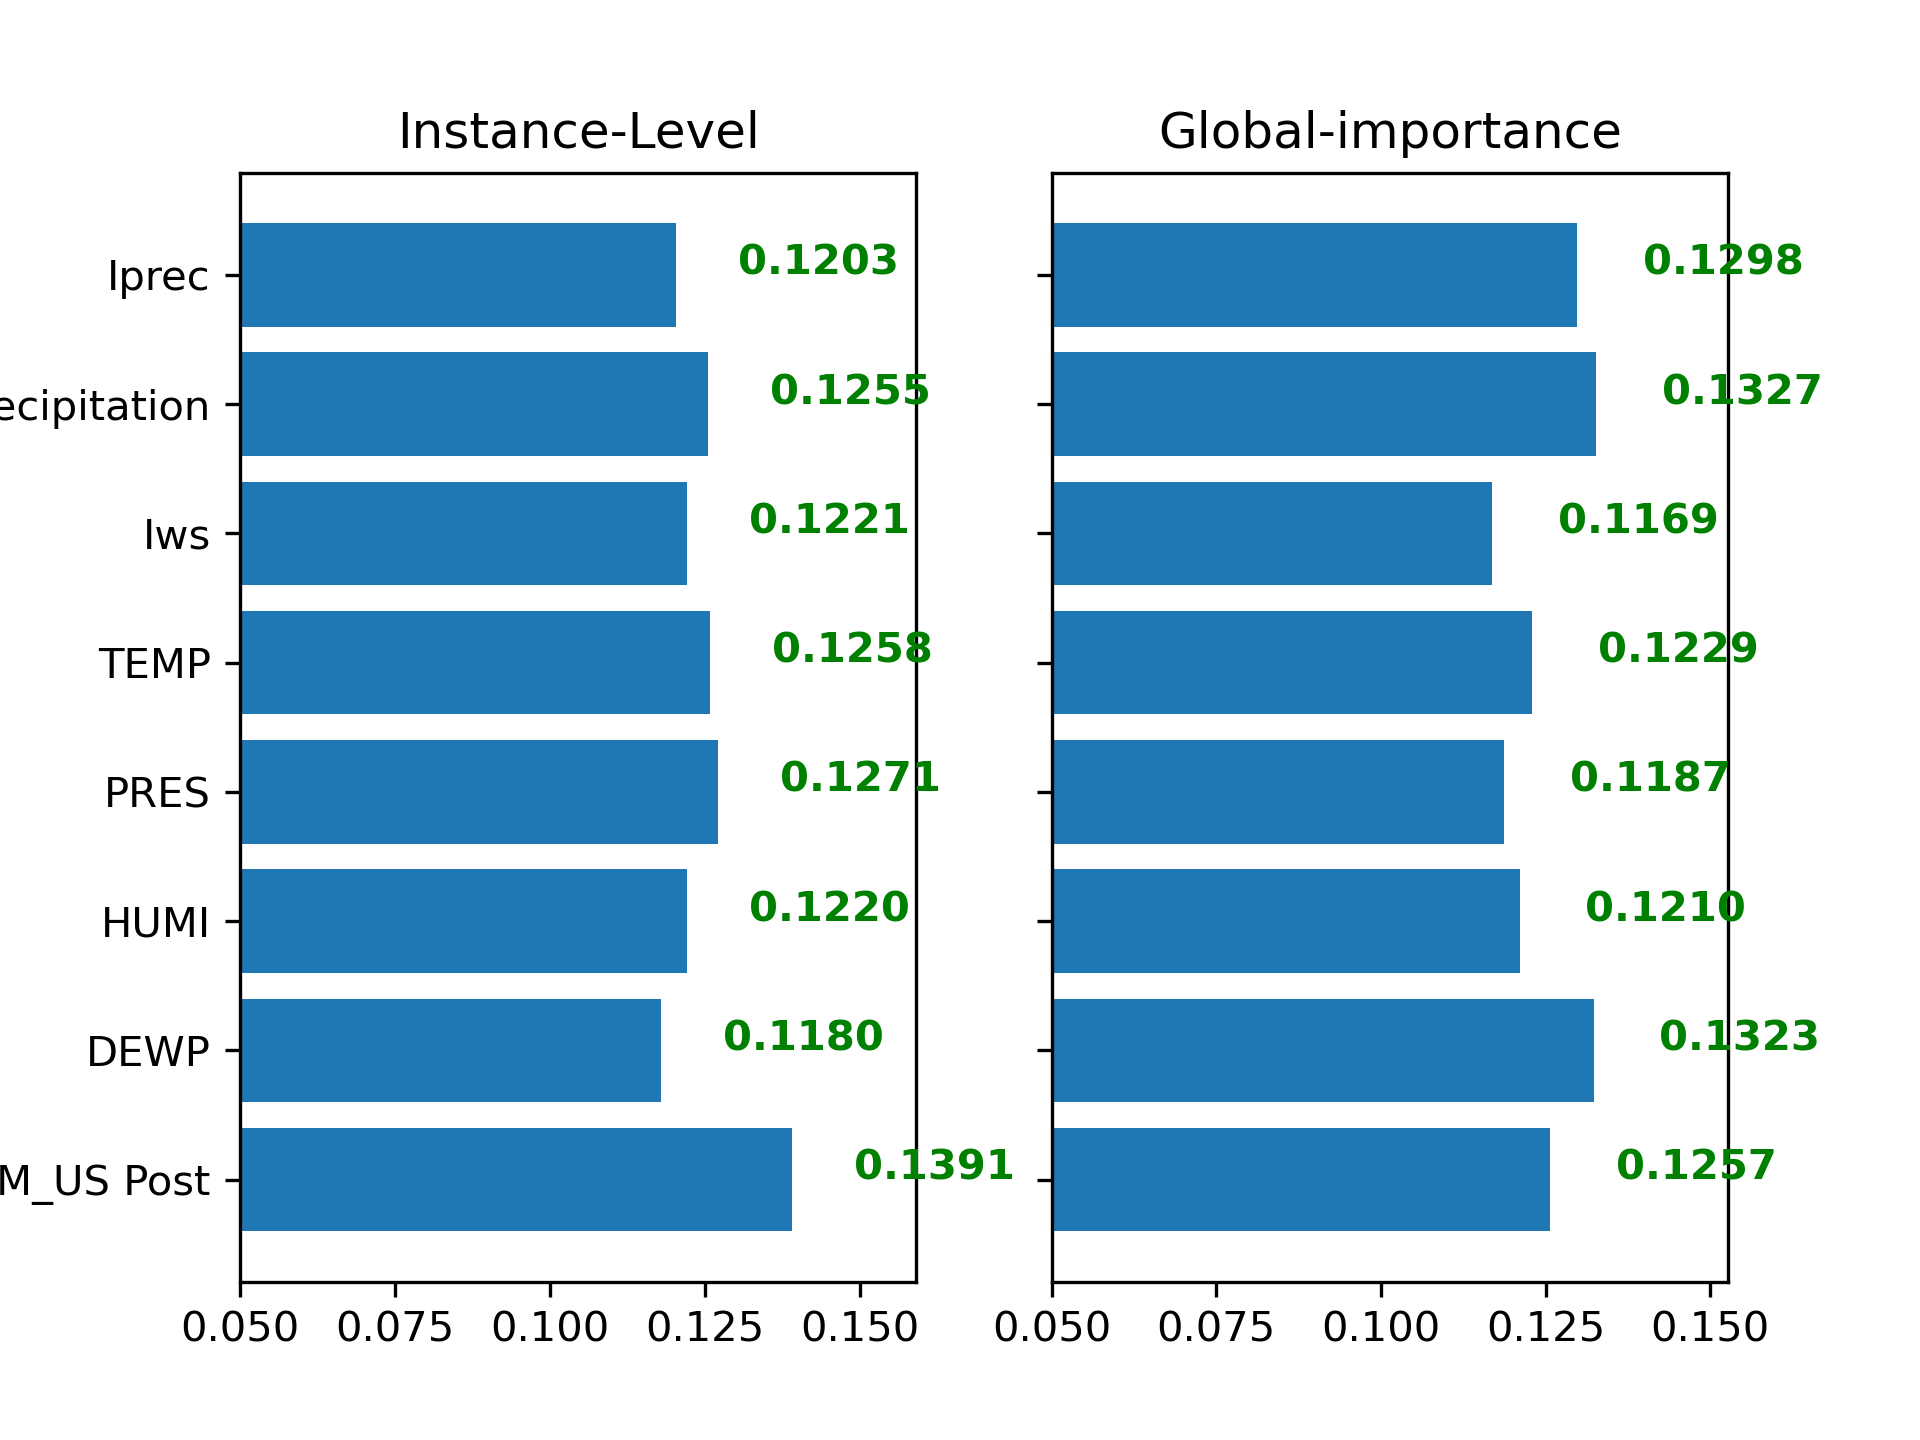 Instance-Level
Iprec
ecipitation
Iws
TEMP
PRES
HUMI
DEWP
M_US Post
0.1203
0.1255
0.1221
0.1258
0.1271
0.1220
0.1180
0.1391
0.050 0.075 0.100 0.125 0.150
Global-importance
0.1298
0.1327
0.1169
0.1229
0.1187
0.1210
0.1323
0.1257
0.050 0.075 0.100 0.125 0.150